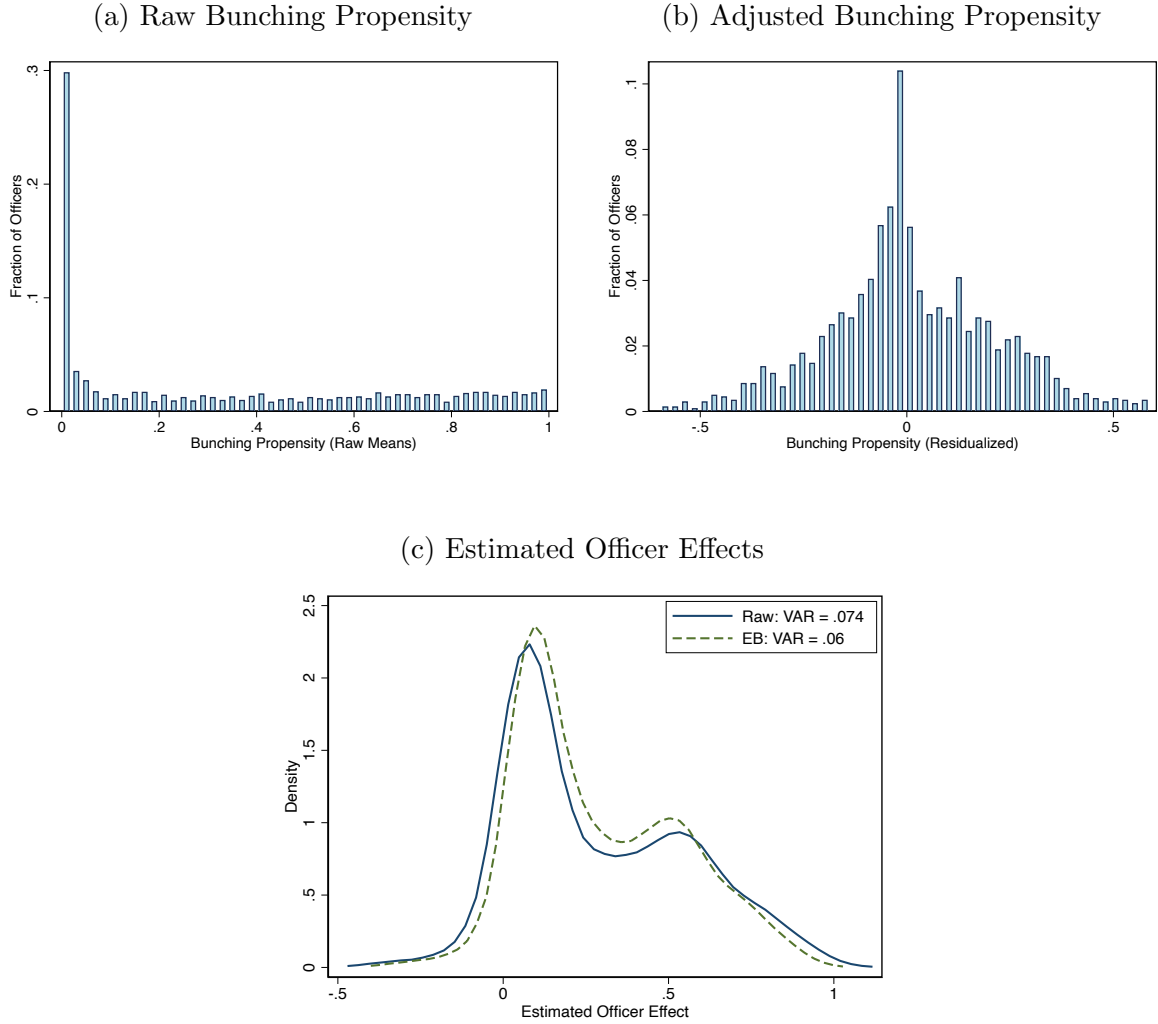 (a) Raw Bunching Propensity
.3
.2
.1
0
Fraction of Officers
0 .2 .4 .6 .8 1
Bunching Propensity (Raw Means)
(b) Adjusted Bunching Propensity
.1
.08
.06
.04
.02
0
Fraction of Officers
-.5 0 .5
Bunching Propensity (Residualized)
(c) Estimated Officer Effects
2.5
2
1.5
1
.5
0
Density
Raw: VAR = .074
EB: VAR = .06
-.5 0 .5 1
Estimated Officer Effect